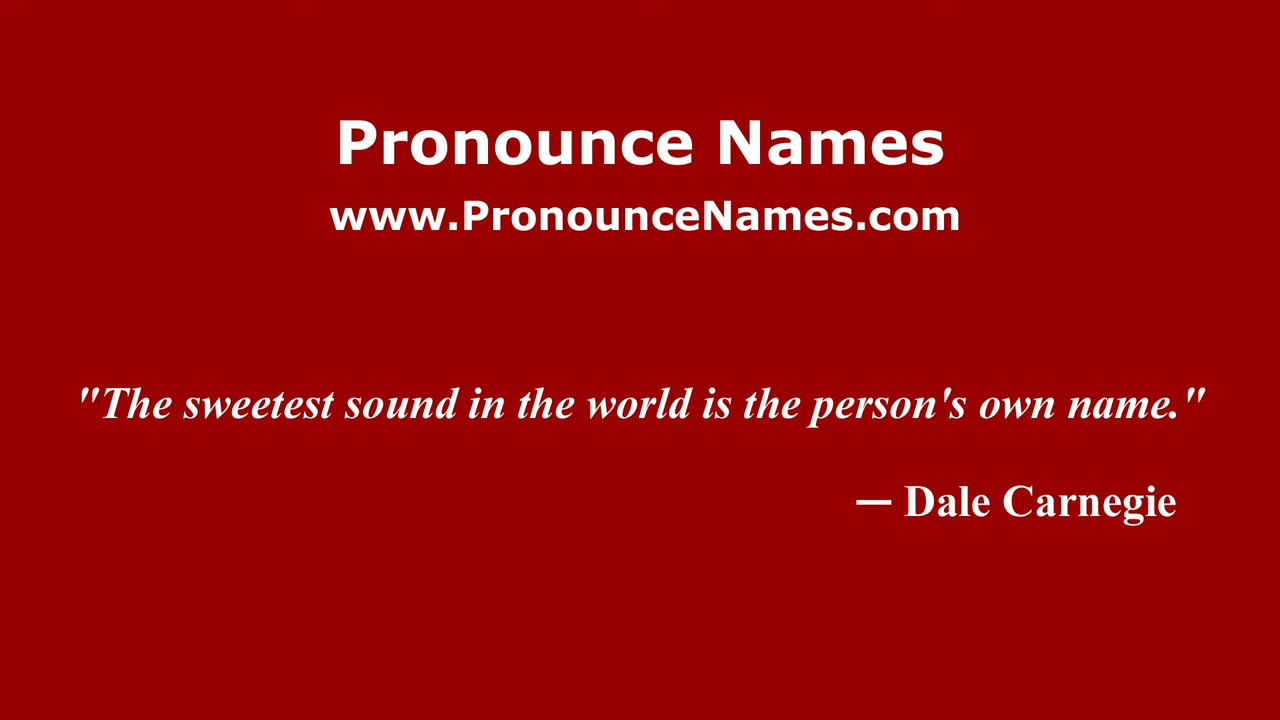 Pronounce Names
www.PronounceNames.com
"The sweetest sound in the world is the person's own name."
— Dale Carnegie